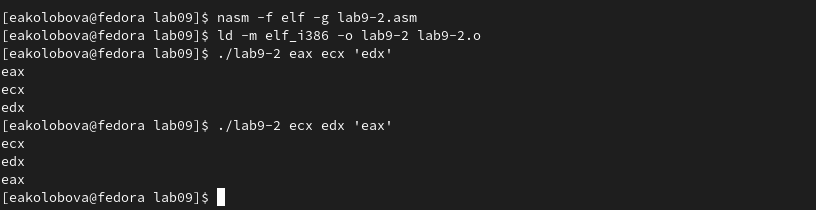 [eakolobova@fedora lab09]$ nasm -f elf -g lab9-2.asm
[eakolobova@fedora lab09]$ ld -m elf_i386 -o lab9-2 lab9-2.o
[eakolobova@fedora lab09]$ ./lab9-2 eax ecx 'edx'
eax
ecx
edx
[eakolobova@fedora lab09]$ ./lab9-2 ecx edx 'eax'
ecx
edx
eax
[eakolobova@fedora lab09]$